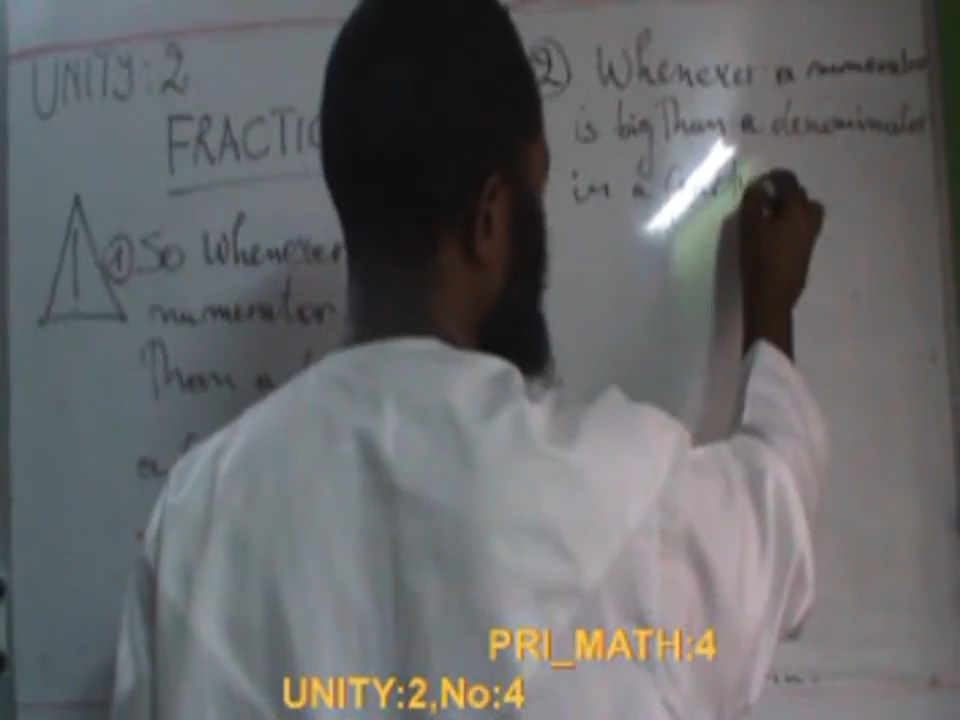 UNITY:2
FRACTIO
① So Whenever
numerator
Than a
a
2) Whenever a numerator
is big Than a denominator
in a
PRI_MATH:4
UNITY:2,No:4